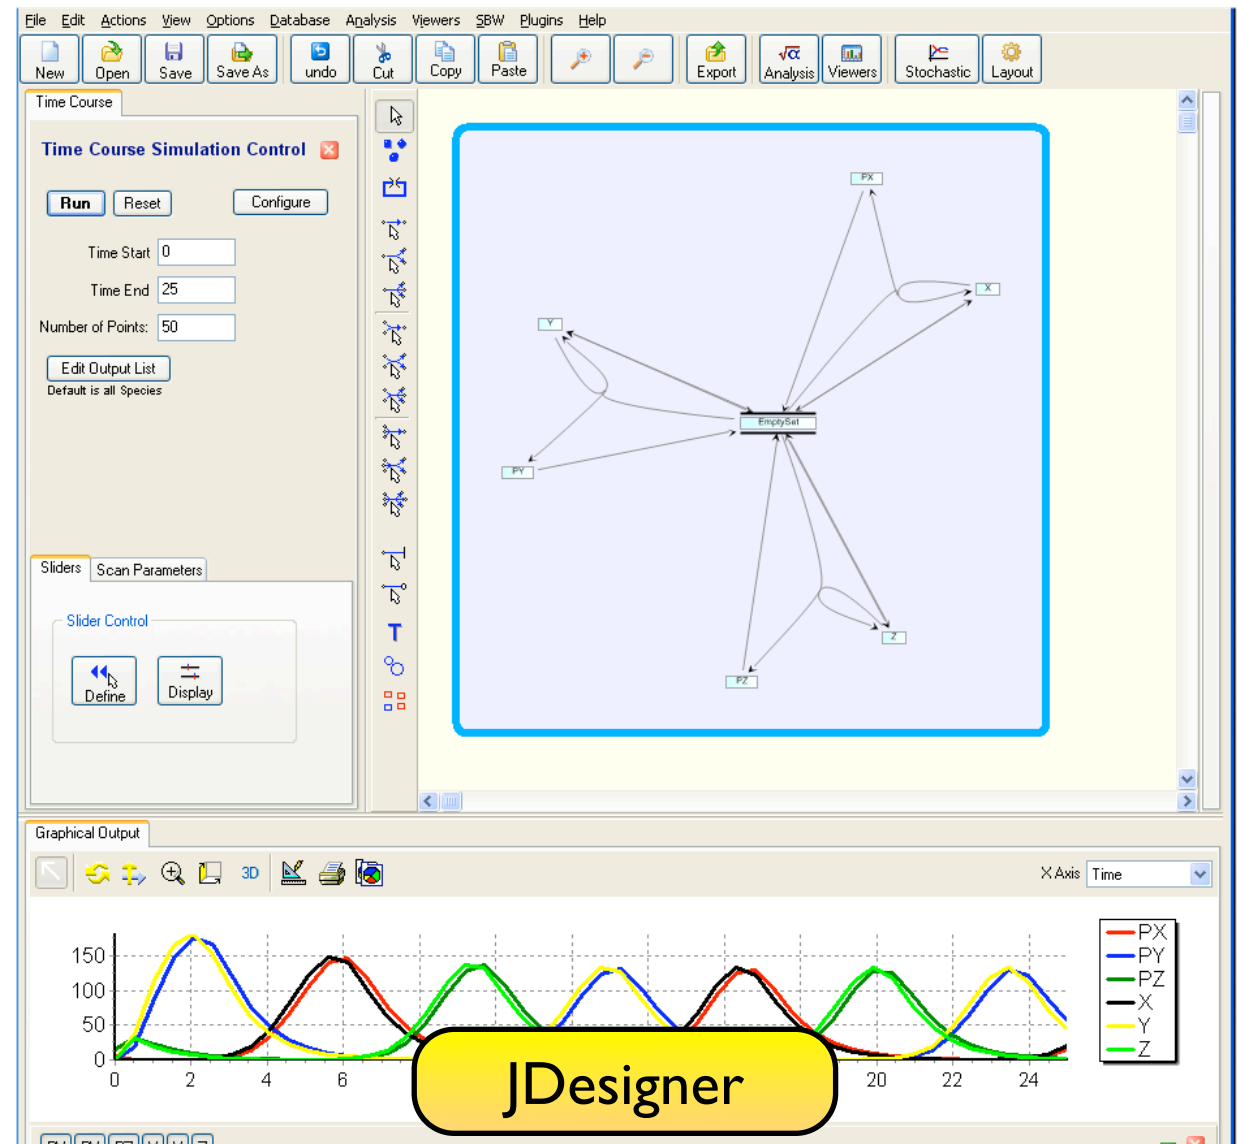 File Edit Actions View Options Database Analysis Viewers SBW Plugins Help
New Open Save Save As undo Cut Copy Paste Export Analysis Viewers Stochastic Layout
√α
Time Course
Time Course Simulation Control
Run Reset Configure
Time Start 0
Time End 25
Number of Points: 50
Edit Output List
Default is all Species
Sliders Scan Parameters
Slider Control
Define Display
T
PX
X
Y
EmptySet
PY
Z
PZ
Graphical Output
3D
X Axis Time
150
100
50
0
0 2 4 6 20 22 24
PX
PY
PZ
X
Y
Z
JDesigner